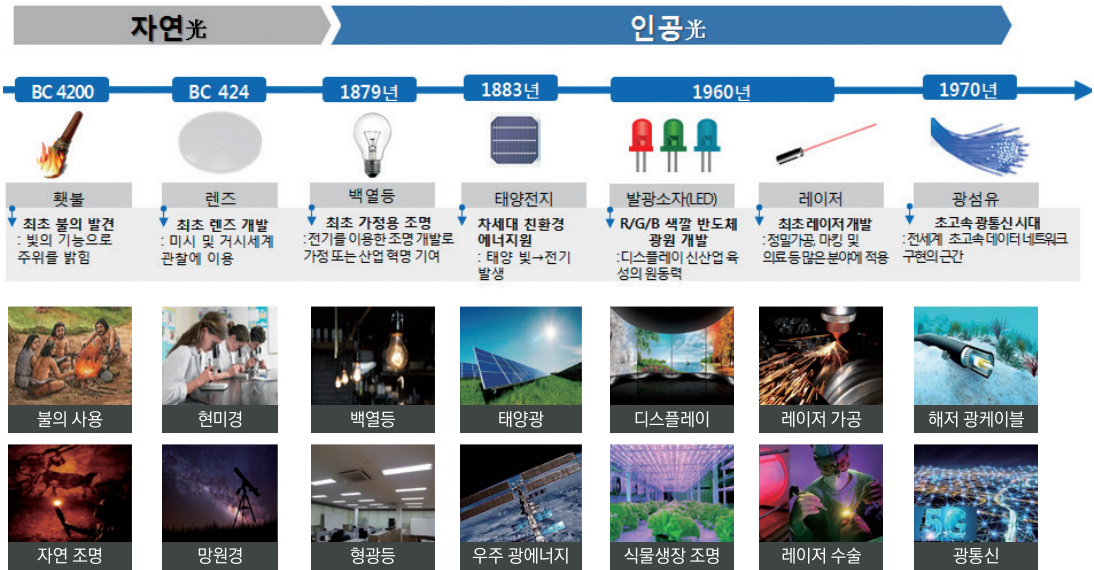 자연光
인공光
BC 4200
BC 424
1879년
1883년
1960년
1970년
횃불
최초 불의 발견
: 빛의 기능으로
주위를 밝힘
렌즈
최초 렌즈 개발
: 미시 및 거시세계
관찰에 이용
백열등
최초 가정용 조명
:전기를 이용한 조명 개발로
가정 또는 산업 혁명 기여
태양전지
차세대 친환경
에너지원
: 태양 빛→전기
발생
발광소자(LED)
R/G/B 색깔 반도체
광원 개발
:디스플레이 신산업 육
성의 원동력
레이저
최초 레이저 개발
: 정밀가공, 마킹 및
의료 등 많은 분야에 적용
광섬유
초고속 광통신 시대
: 전세계 초고속 데이터 네트워크
구현의 근간
불의 사용
현미경
백열등
태양광
디스플레이
레이저 가공
해저 광케이블
5G
자연 조명
망원경
형광등
우주 광에너지
식물생장 조명
레이저 수술
광통신